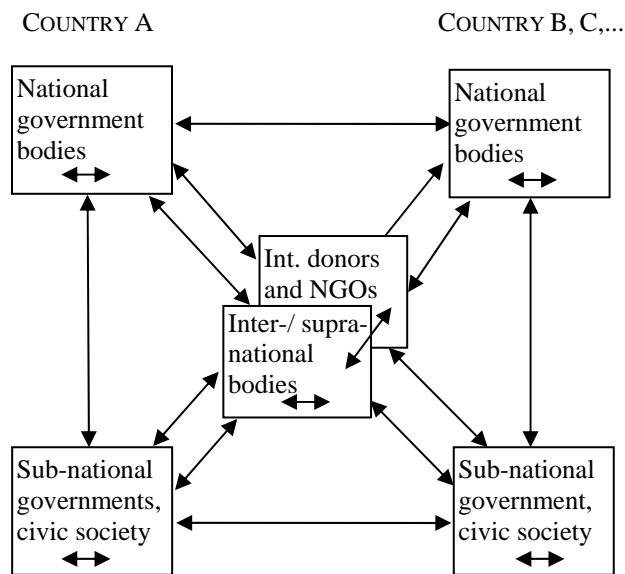 COUNTRY A
COUNTRY B, C,...
National
government
bodies
National
government
bodies
Int. donors
and NGOs
Inter-/ supra-
national
bodies
Sub-national
governments,
civic society
Sub-national
government,
civic society